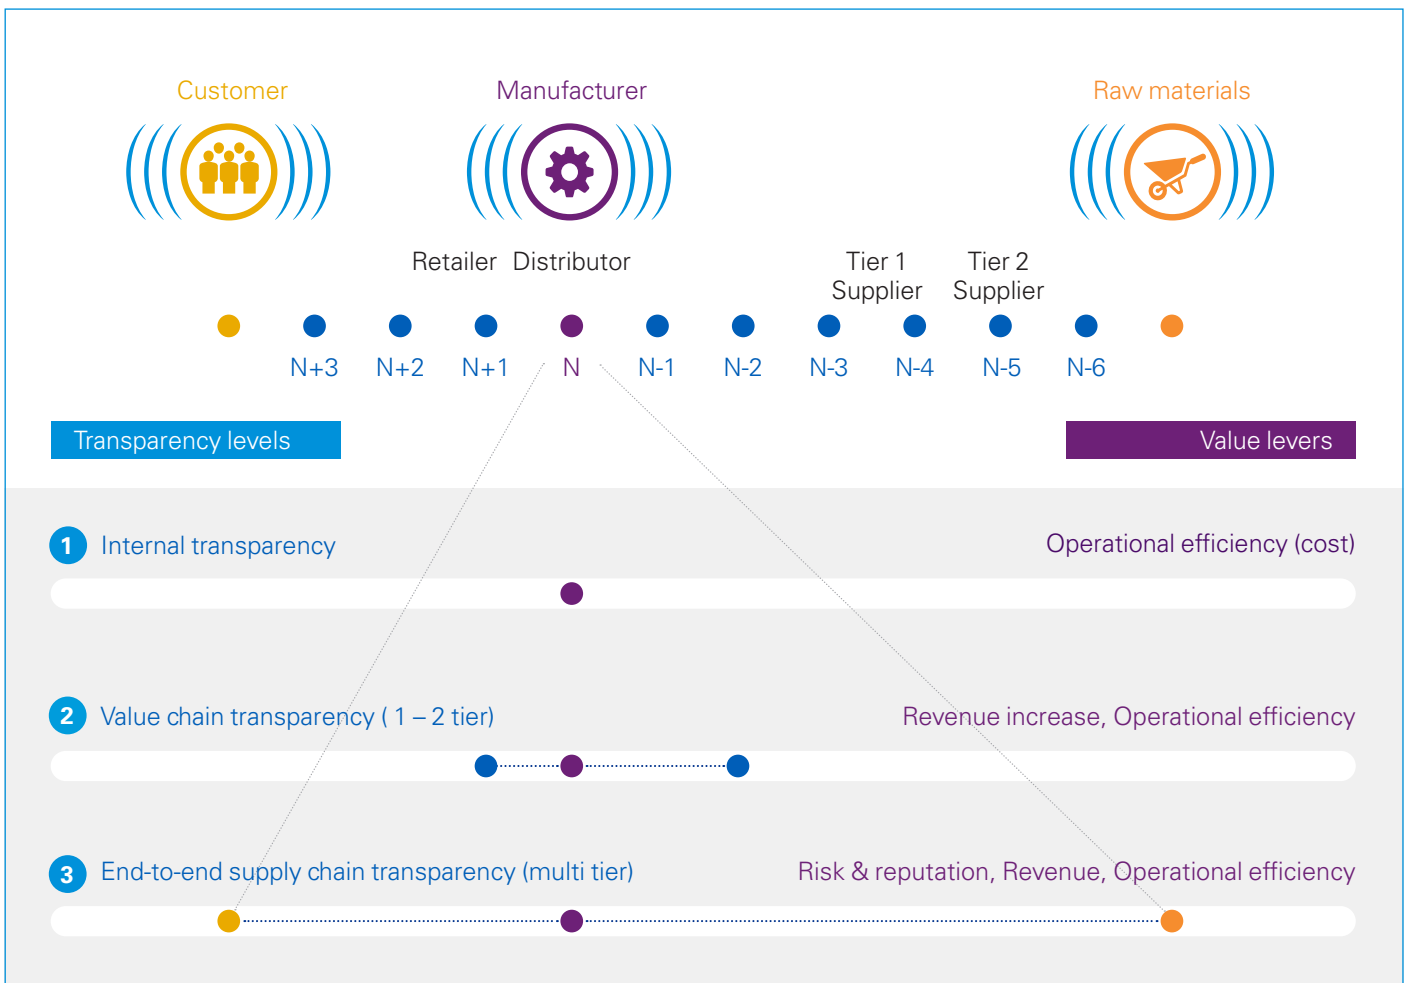 Customer
Manufacturer
Raw materials
Retailer
Distributor
Tier 1
Supplier
Tier 2
Supplier
N+3
N+2
N+1
N
N-1
N-2
N-3
N-4
N-5
N-6
Transparency levels
Value levers
1
Internal transparency
Operational efficiency (cost)
2
Value chain transparency ( 1 – 2 tier)
Revenue increase, Operational efficiency
3
End-to-end supply chain transparency (multi tier)
Risk & reputation, Revenue, Operational efficiency